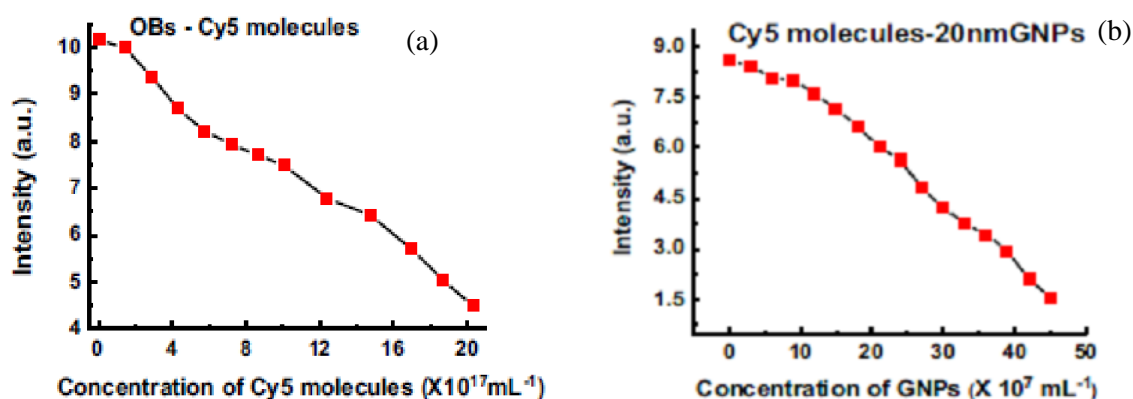 OBs - Cy5 molecules
(a)
10
9
8
7
6
5
4
Intensity (a.u.)
0 4 8 12 16 20
Concentration of Cy5 molecules (X10¹⁷mL⁻¹)
Cy5 molecules-20nmGNPs
(b)
9.0
7.5
6.0
4.5
3.0
1.5
Intensity (a.u.)
0 10 20 30 40 50
Concentration of GNPs (X 10⁷ mL⁻¹)